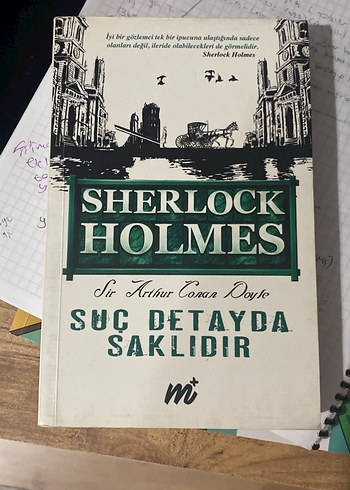 İyi bir gözlemci tek bir ipucuna ulaştığında sadece
olanları değil, ileride olabilecekleri de görmelidir.
Sherlock Holmes
SHERLOCK
HOLMES
Sir Arthur Conan Doyle
SUÇ DETAYDA
SAKLIDIR
m+